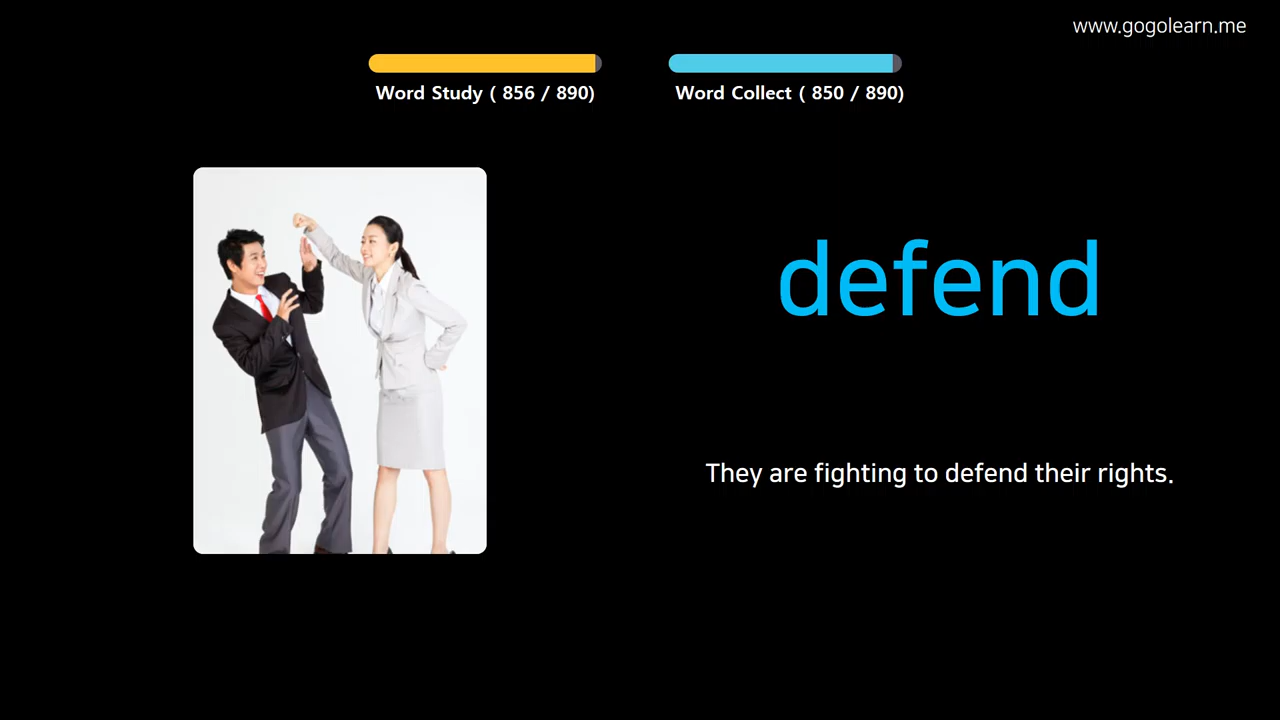 www.gogolearn.me
Word Study ( 856 / 890)
Word Collect ( 850 / 890)
defend
They are fighting to defend their rights.